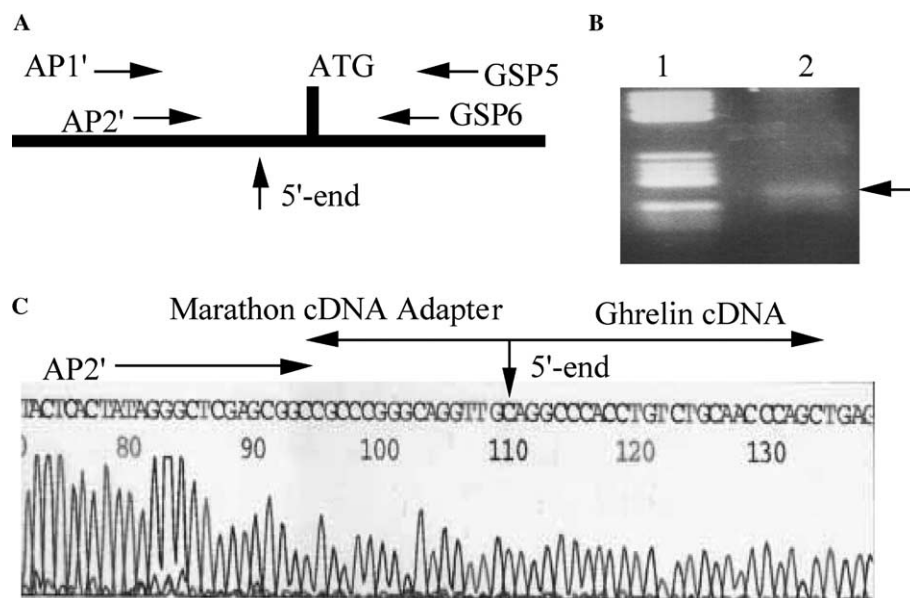 A
AP1'
ATG
GSP5
AP2'
GSP6
5'-end
B
1 2
C
Marathon cDNA Adapter
Ghrelin cDNA
AP2'
5'-end
TACTCACTATAGGGCTCGAGCGGCCGCCCGGGCAGGTTGCAGGCCCACCTGTCTGCAACCCAGCTGAG
80 90 100 110 120 130